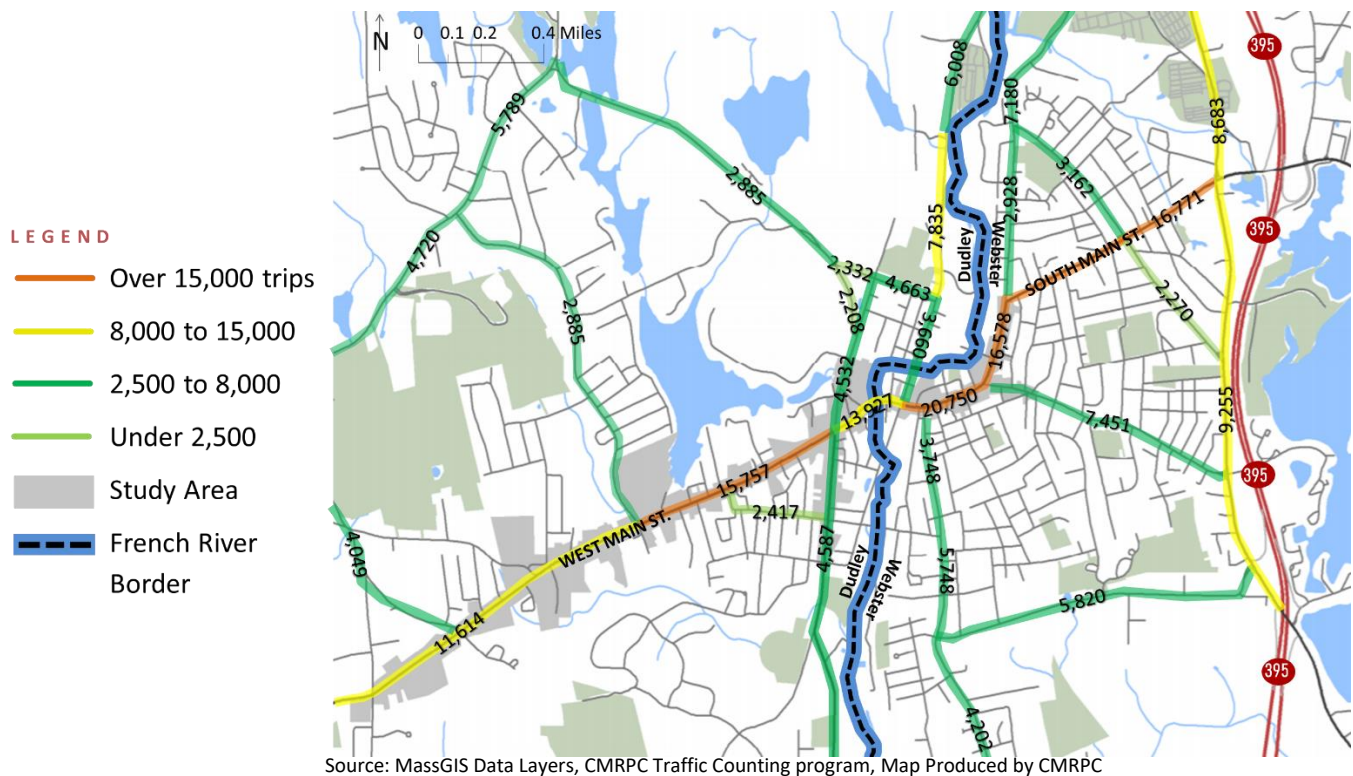 N
0 0.1 0.2 0.4 Miles
395
6,008
5,789
7,180
8,683
3,162
2,885
2,928
16,771
7,835
395
LEGEND
4,720
Dudley
Webster
SOUTH MAIN ST.
Over 15,000 trips
2,332
4,663
2,208
2,270
2,885
3,960
16,578
8,000 to 15,000
2,500 to 8,000
4,532
13,927
20,750
9,255
7,451
Under 2,500
3,748
395
15,757
Study Area
2,417
WEST MAIN ST.
French River
Border
4,049
4,587
Dudley
Webster
5,748
5,820
11,614
395
4,202
Source: MassGIS Data Layers, CMRPC Traffic Counting program, Map Produced by CMRPC